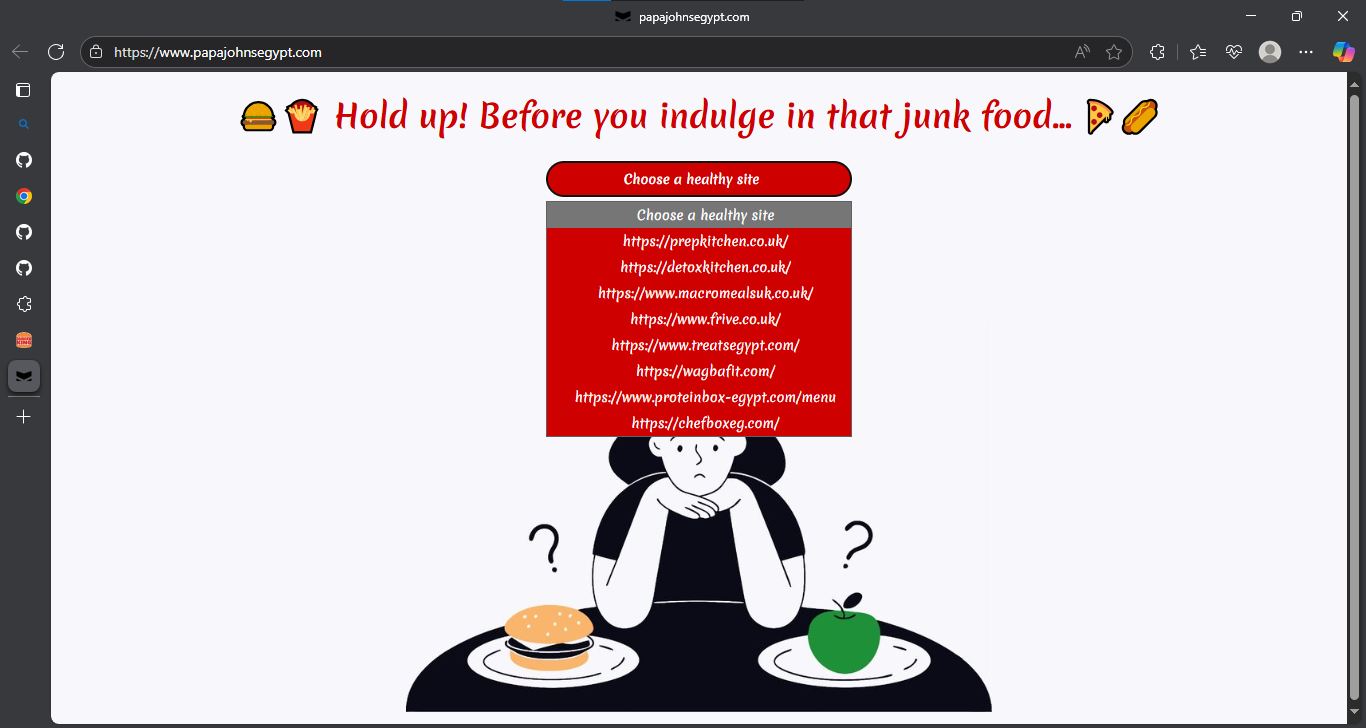 papajohnsegypt.com
https://www.papajohnsegypt.com
Hold up! Before you indulge in that junk food...
Choose a healthy site
Choose a healthy site
https://prepkitchen.co.uk/
https://detoxkitchen.co.uk/
https://www.macromealsuk.co.uk/
https://www.frive.co.uk/
https://www.treatsegypt.com/
https://wagbafit.com/
https://www.proteinbox-egypt.com/menu
https://chefboxeg.com/
? ?